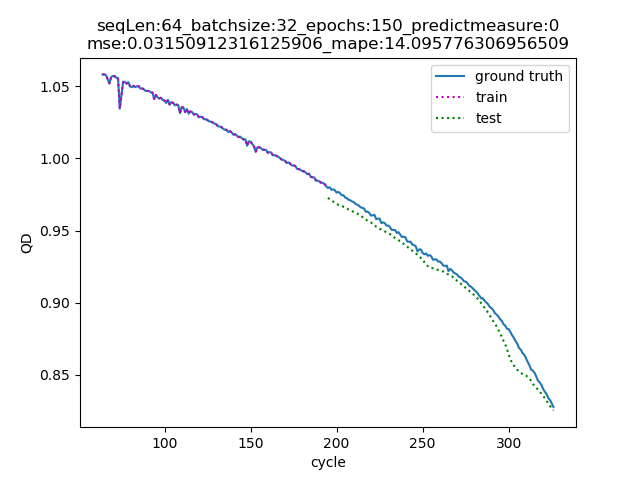 seqLen:64_batchsize:32_epochs:150_predictmeasure:0
mse:0.03150912316125906_mape:14.095776306956509
ground truth
train
test
1.05
1.00
0.95
0.90
0.85
QD
100 150 200 250 300
cycle